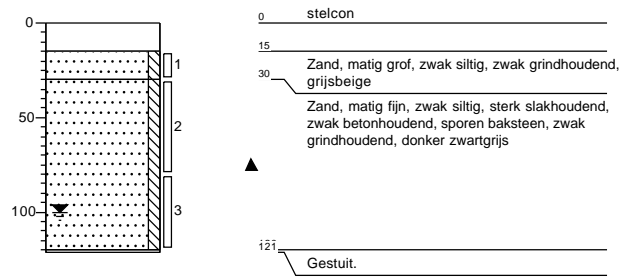 0
50
100
1
2
3
0 stelcon
15
Zand, matig grof, zwak siltig, zwak grindhoudend,
30 grijsbeige
Zand, matig fijn, zwak siltig, sterk slakhoudend,
zwak betonhoudend, sporen baksteen, zwak
grindhoudend, donker zwartgrijs
Gestuit.